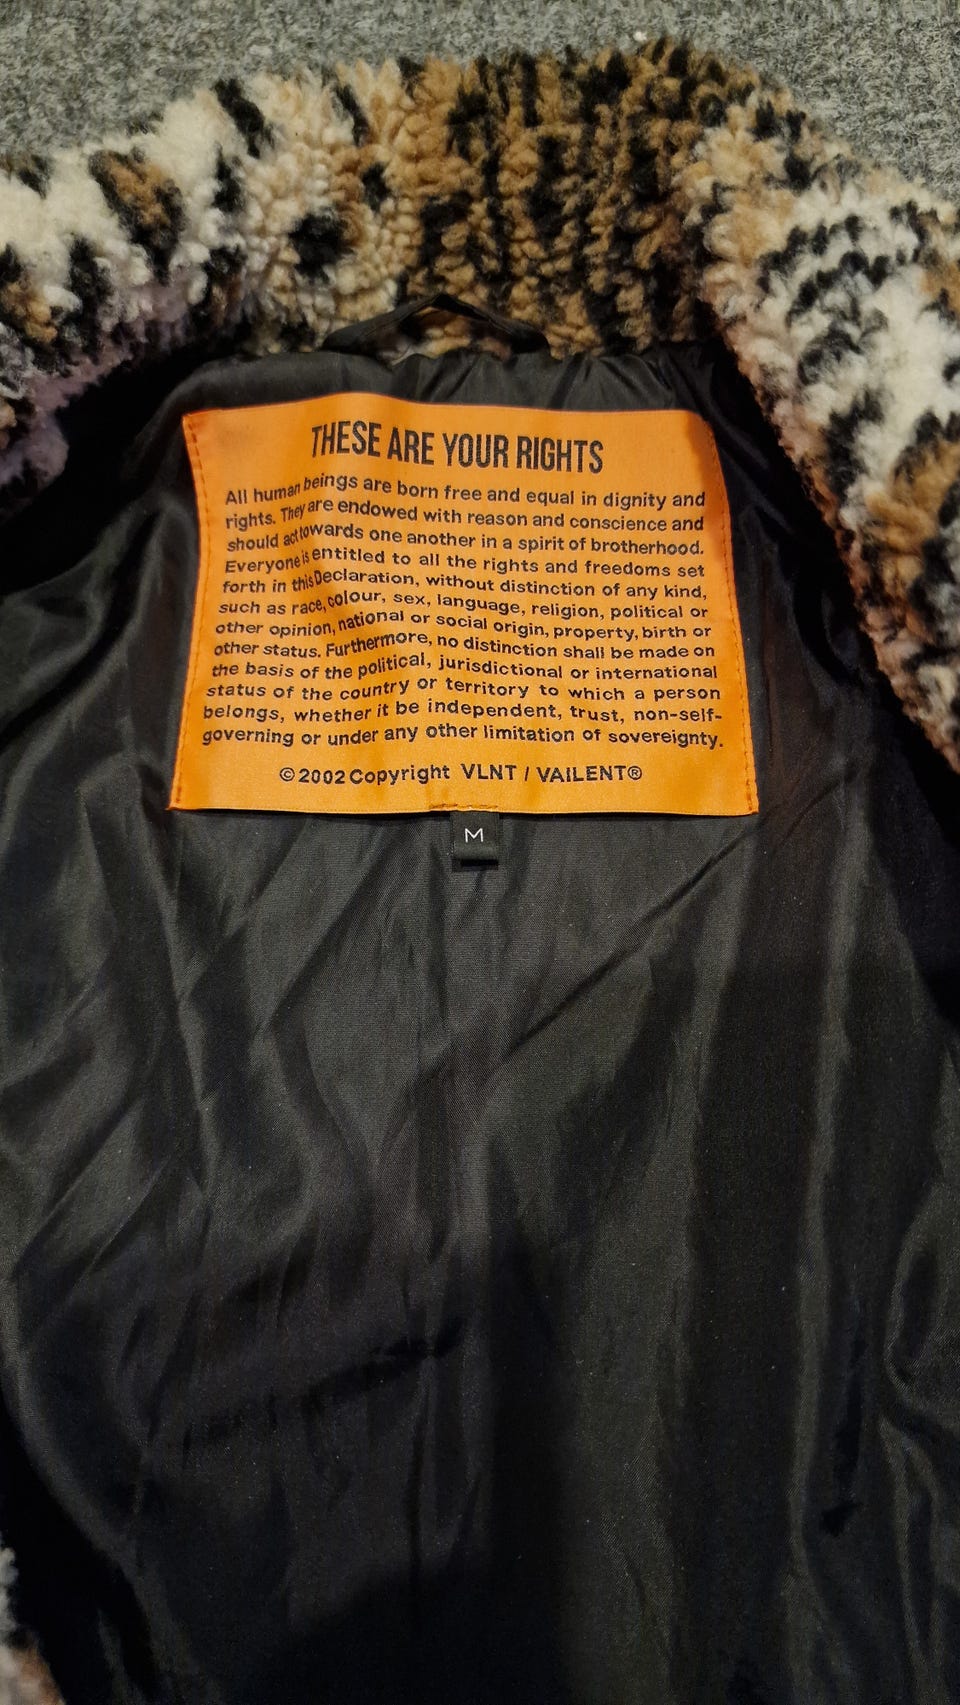 THESE ARE YOUR RIGHTS
All human beings are born free and equal in dignity and
rights. They are endowed with reason and conscience and
should act towards one another in a spirit of brotherhood.
Everyone is entitled to all the rights and freedoms set
forth in this Declaration, without distinction of any kind,
such as race, colour, sex, language, religion, political or
other opinion, national or social origin, property, birth or
other status. Furthermore, no distinction shall be made on
the basis of the political, jurisdictional or international
status of the country or territory to which a person
belongs, whether it be independent, trust, non-self-
governing or under any other limitation of sovereignty.
©2002 Copyright VLNT / VAILENT®
M